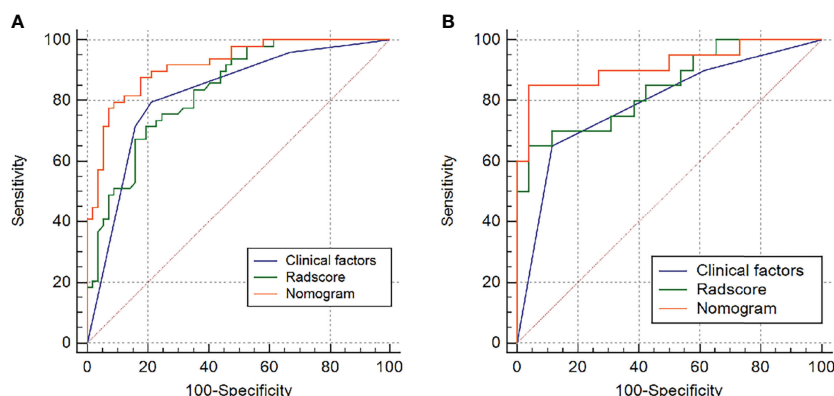 A
100
80
60
40
20
0
Sensitivity
Clinical factors
Radscore
Nomogram
0 20 40 60 80 100
100-Specificity
B
100
80
60
40
20
0
Sensitivity
Clinical factors
Radscore
Nomogram
0 20 40 60 80 100
100-Specificity